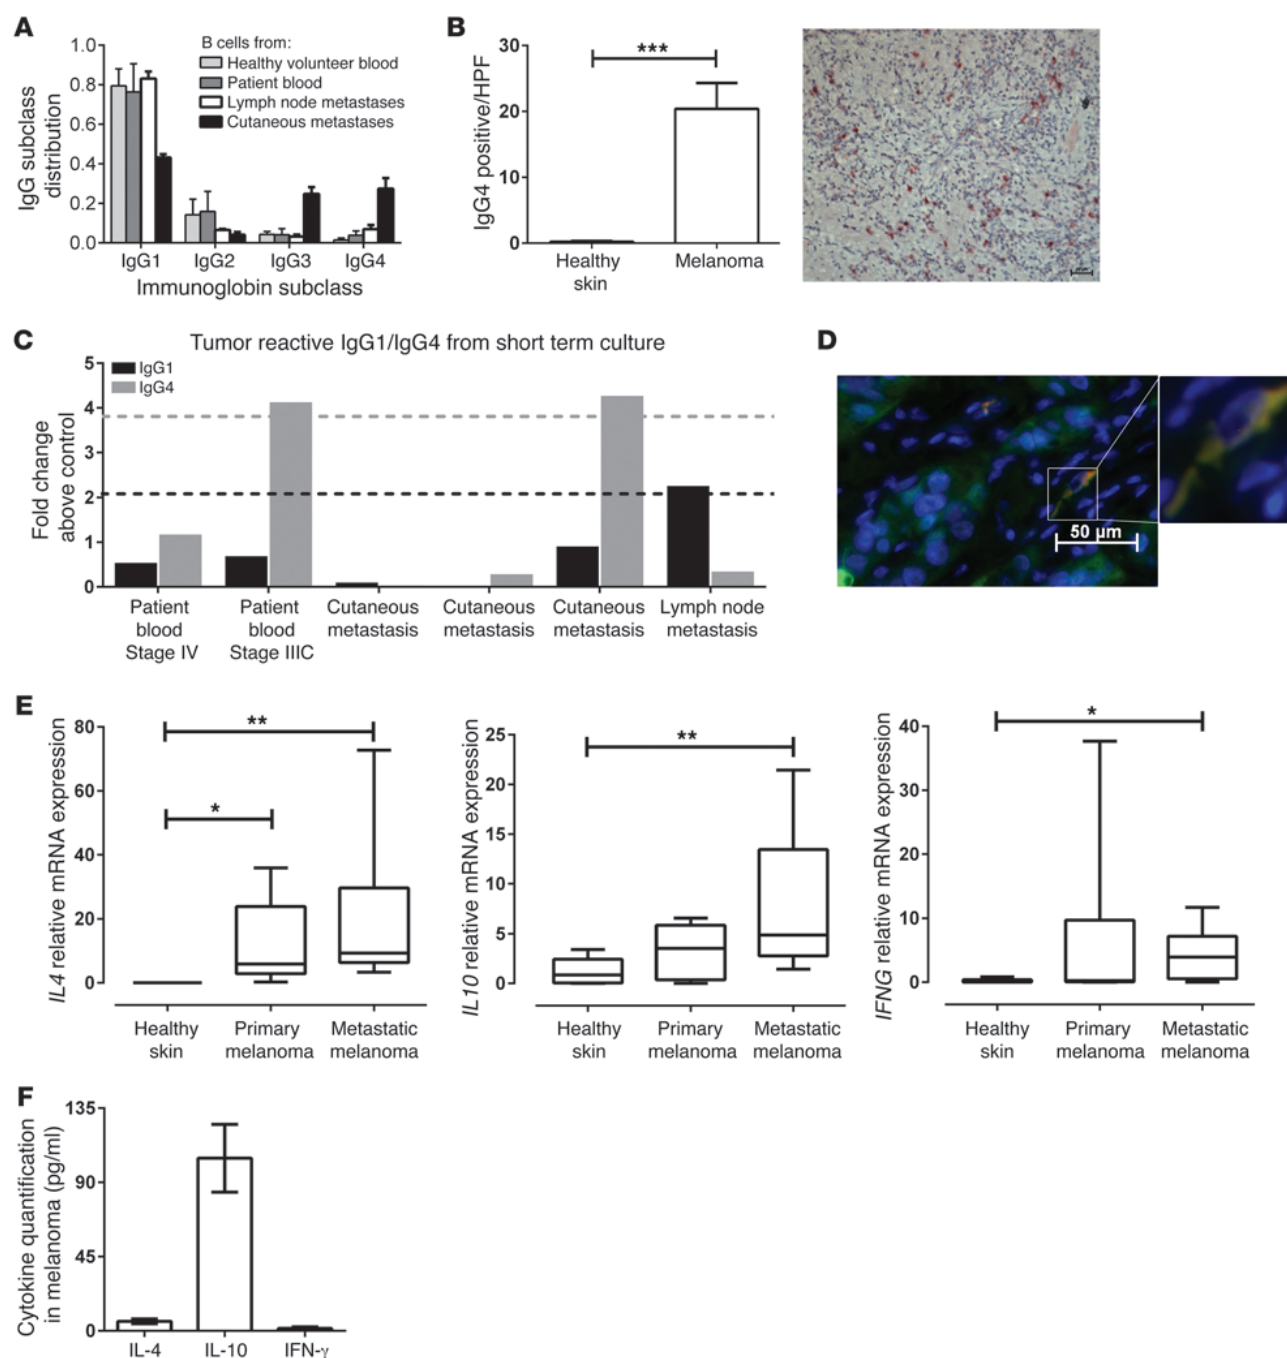 A
B cells from:
Healthy volunteer blood
Patient blood
Lymph node metastases
Cutaneous metastases
IgG subclass
distribution
1.0
0.8
0.6
0.4
0.2
0.0
IgG1 IgG2 IgG3 IgG4
Immunoglobin subclass
B
***
IgG4 positive/HPF
30
20
10
0
Healthy
skin
Melanoma
C
Tumor reactive IgG1/IgG4 from short term culture
IgG1
IgG4
Fold change
above control
5
4
3
2
1
0
Patient
blood
Stage IV
Patient
blood
Stage IIIC
Cutaneous
metastasis
Cutaneous
metastasis
Cutaneous
metastasis
Lymph node
metastasis
D
50 μm
E
IL4 relative mRNA expression
80
60
40
20
0
**
*
Healthy
skin
Primary
melanoma
Metastatic
melanoma
IL10 relative mRNA expression
25
20
15
10
5
0
**
Healthy
skin
Primary
melanoma
Metastatic
melanoma
IFNG relative mRNA expression
40
30
20
10
0
*
Healthy
skin
Primary
melanoma
Metastatic
melanoma
F
Cytokine quantification
in melanoma (pg/ml)
135
90
45
0
IL-4 IL-10 IFN-γ